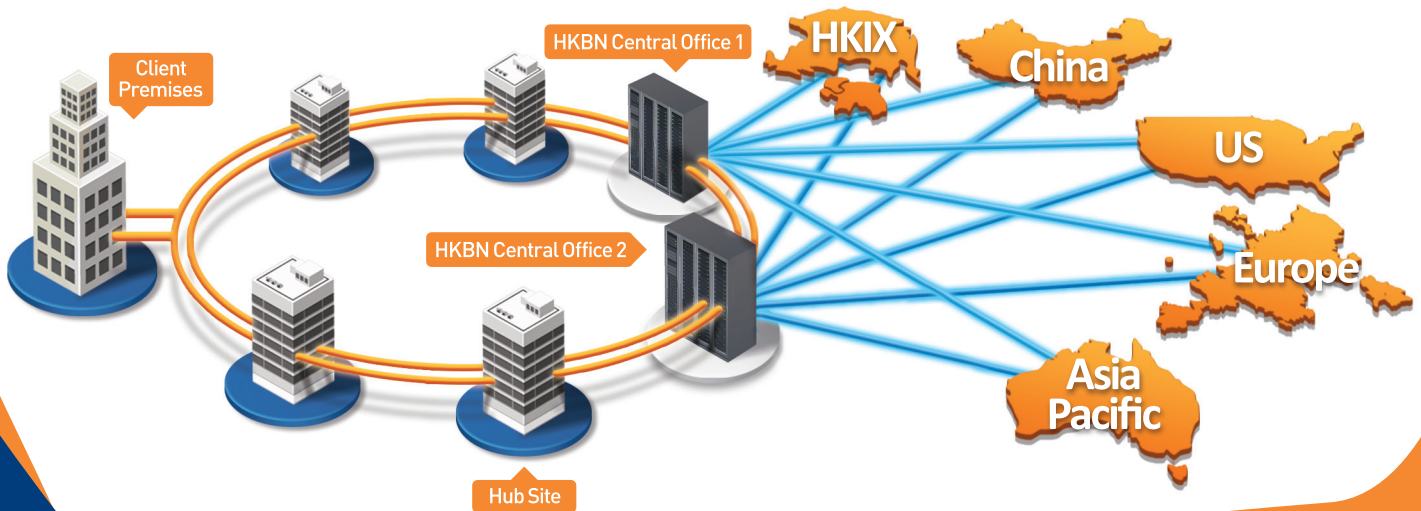 Client
Premises
HKBN Central Office 1
HKIX
China
US
HKBN Central Office 2
Europe
Asia
Pacific
Hub Site